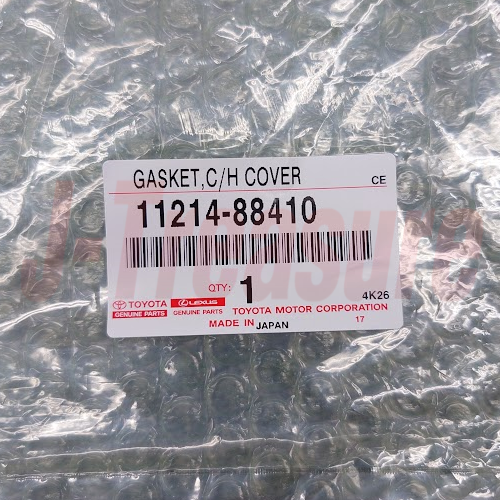 GASKET,C/H COVER
CE
11214-88410
QTY: 1
4K26
TOYOTA
GENUINE PARTS
LEXUS
GENUINE PARTS
TOYOTA MOTOR CORPORATION
MADE IN JAPAN
17
J-Treasure